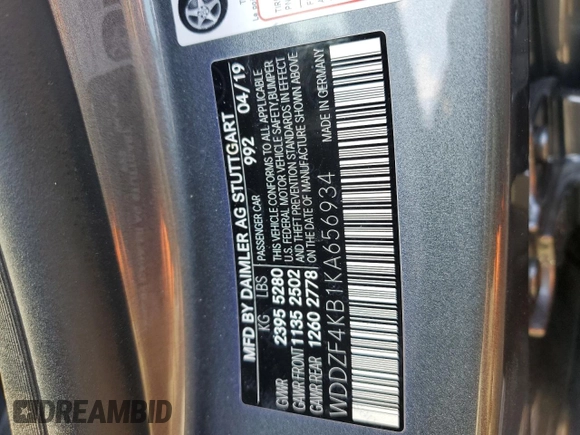 MFD BY DAIMLER AG STUTTGART
992 04/19
KG LBS PASSENGER CAR
GVWR 2395 5280 THIS VEHICLE CONFORMS TO ALL APPLICABLE
U.S. FEDERAL MOTOR VEHICLE SAFETY,BUMPER
GAWR FRONT 1135 2502 AND THEFT PREVENTION STANDARDS IN EFFECT
GAWR REAR 1260 2778 ON THE DATE OF MANUFACTURE SHOWN ABOVE
WDDZF4KB1KA656934 MADE IN GERMANY
DREAMBID